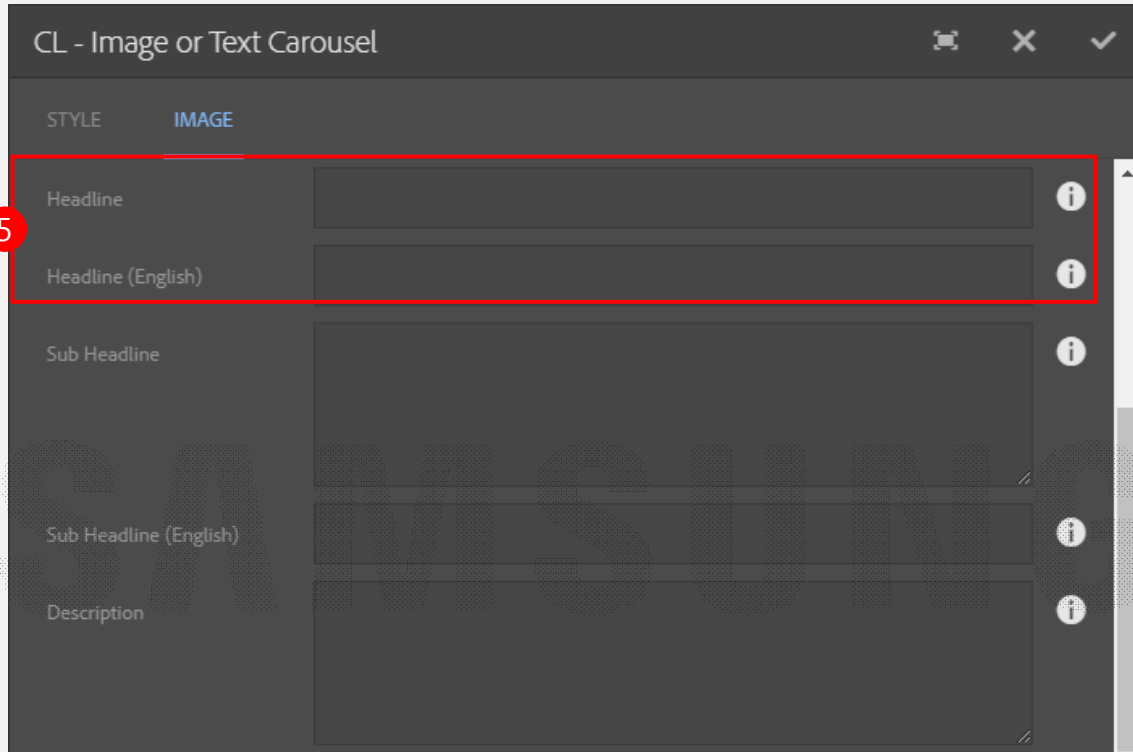 CL - Image or Text Carousel
STYLE IMAGE
Headline
5
Headline (English)
Sub Headline
SAMSUNG
Sub Headline (English)
Description